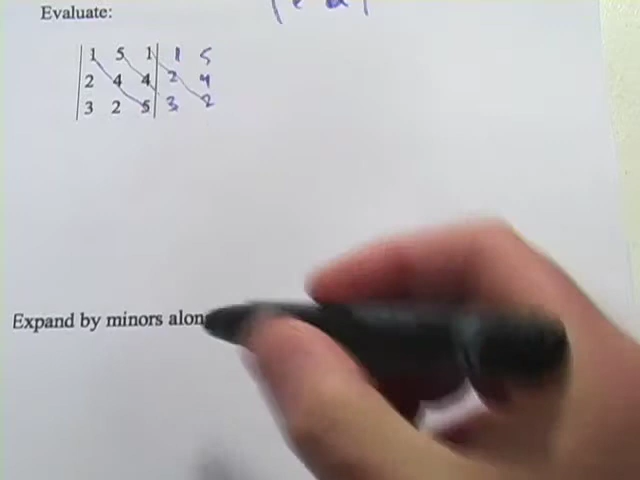 Evaluate:
1 5 1 1 5
2 4 4 2 4
3 2 5 3 2
Expand by minors alon